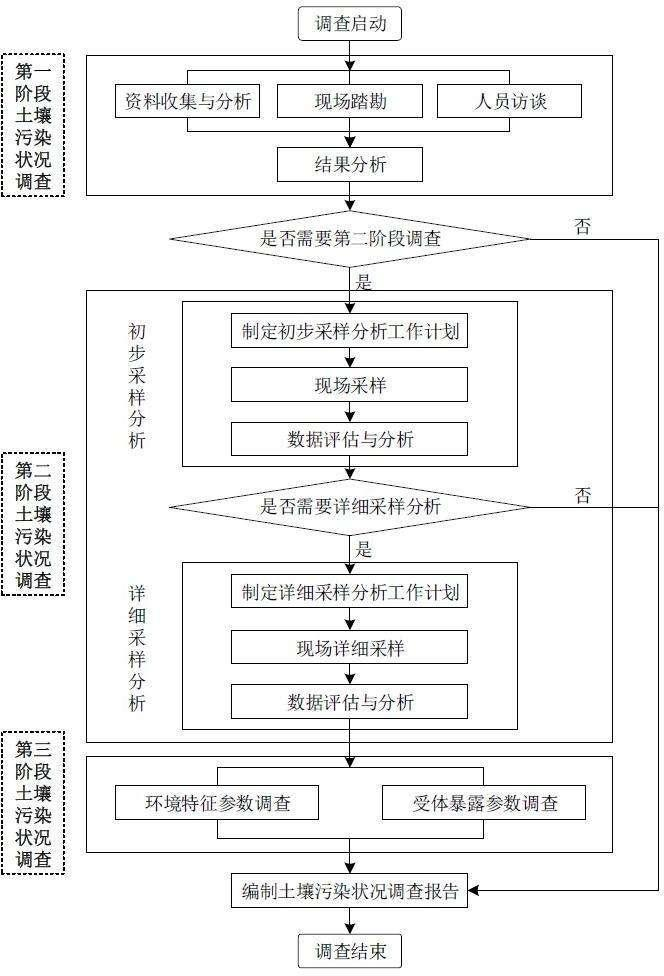 调查启动
第一
阶段
土壤
污染
状况
调查
资料收集与分析
现场踏勘
人员访谈
结果分析
是否需要第二阶段调查
否
是
初步采样分析
制定初步采样分析工作计划
现场采样
数据评估与分析
第二
阶段
土壤
污染
状况
调查
是否需要详细采样分析
否
是
详细采样分析
制定详细采样分析工作计划
现场详细采样
数据评估与分析
第三
阶段
土壤
污染
状况
调查
环境特征参数调查
受体暴露参数调查
编制土壤污染状况调查报告
调查结束